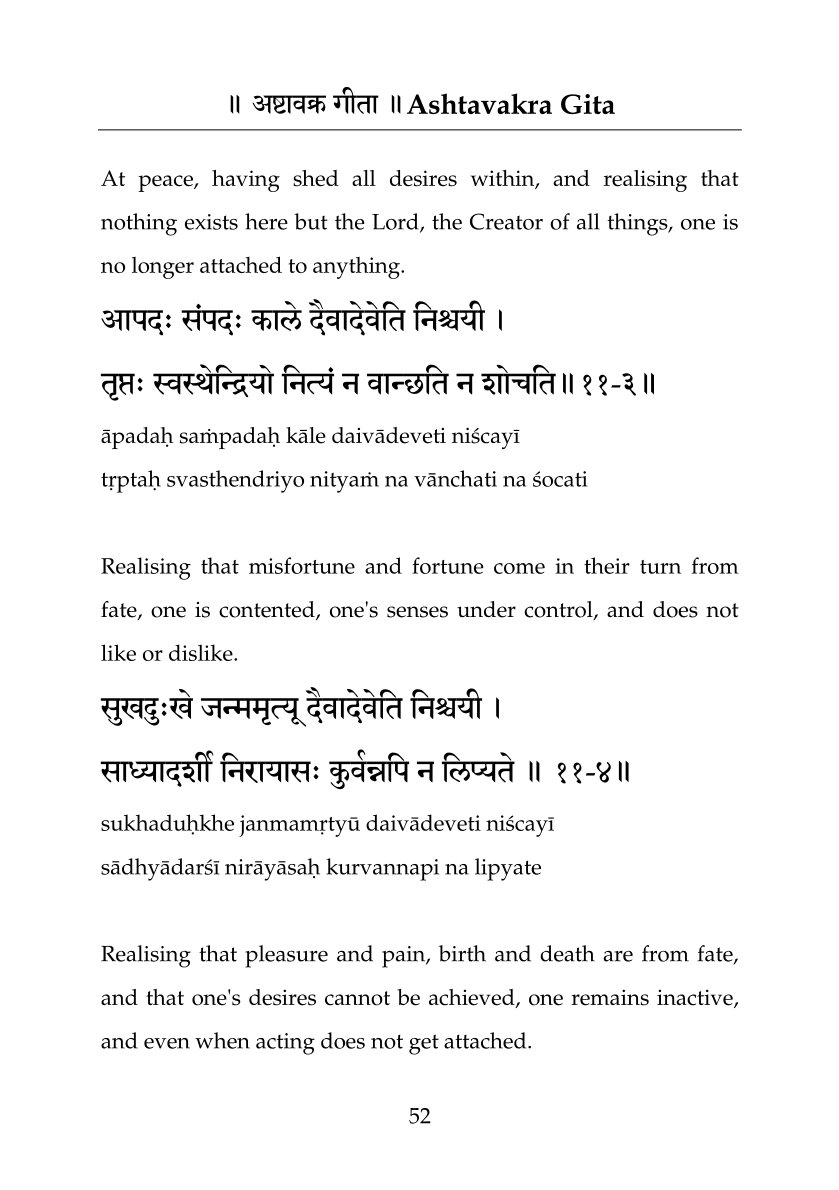 ॥ अष्टावक्र गीता ॥ Ashtavakra Gita
At peace, having shed all desires within, and realising that
nothing exists here but the Lord, the Creator of all things, one is
no longer attached to anything.
आपदः संपदः काले दैवादेवेति निश्चयी ।
तृप्तः स्वस्थेन्द्रियो नित्यं न वान्छति न शोचति॥ ११-३॥
āpadaḥ saṁpadaḥ kāle daivādeveti niścayī
tṛptaḥ svasthendriyo nityaṁ na vānchati na śocati
Realising that misfortune and fortune come in their turn from
fate, one is contented, one's senses under control, and does not
like or dislike.
सुखदुःखे जन्ममृत्यू दैवादेवेति निश्चयी ।
साध्यादर्शी निरायासः कुर्वन्नपि न लिप्यते ॥ ११-४॥
sukhaduḥkhe janmamṛtyū daivādeveti niścayī
sādhyādarśī nirāyāsaḥ kurvannapi na lipyate
Realising that pleasure and pain, birth and death are from fate,
and that one's desires cannot be achieved, one remains inactive,
and even when acting does not get attached.
52